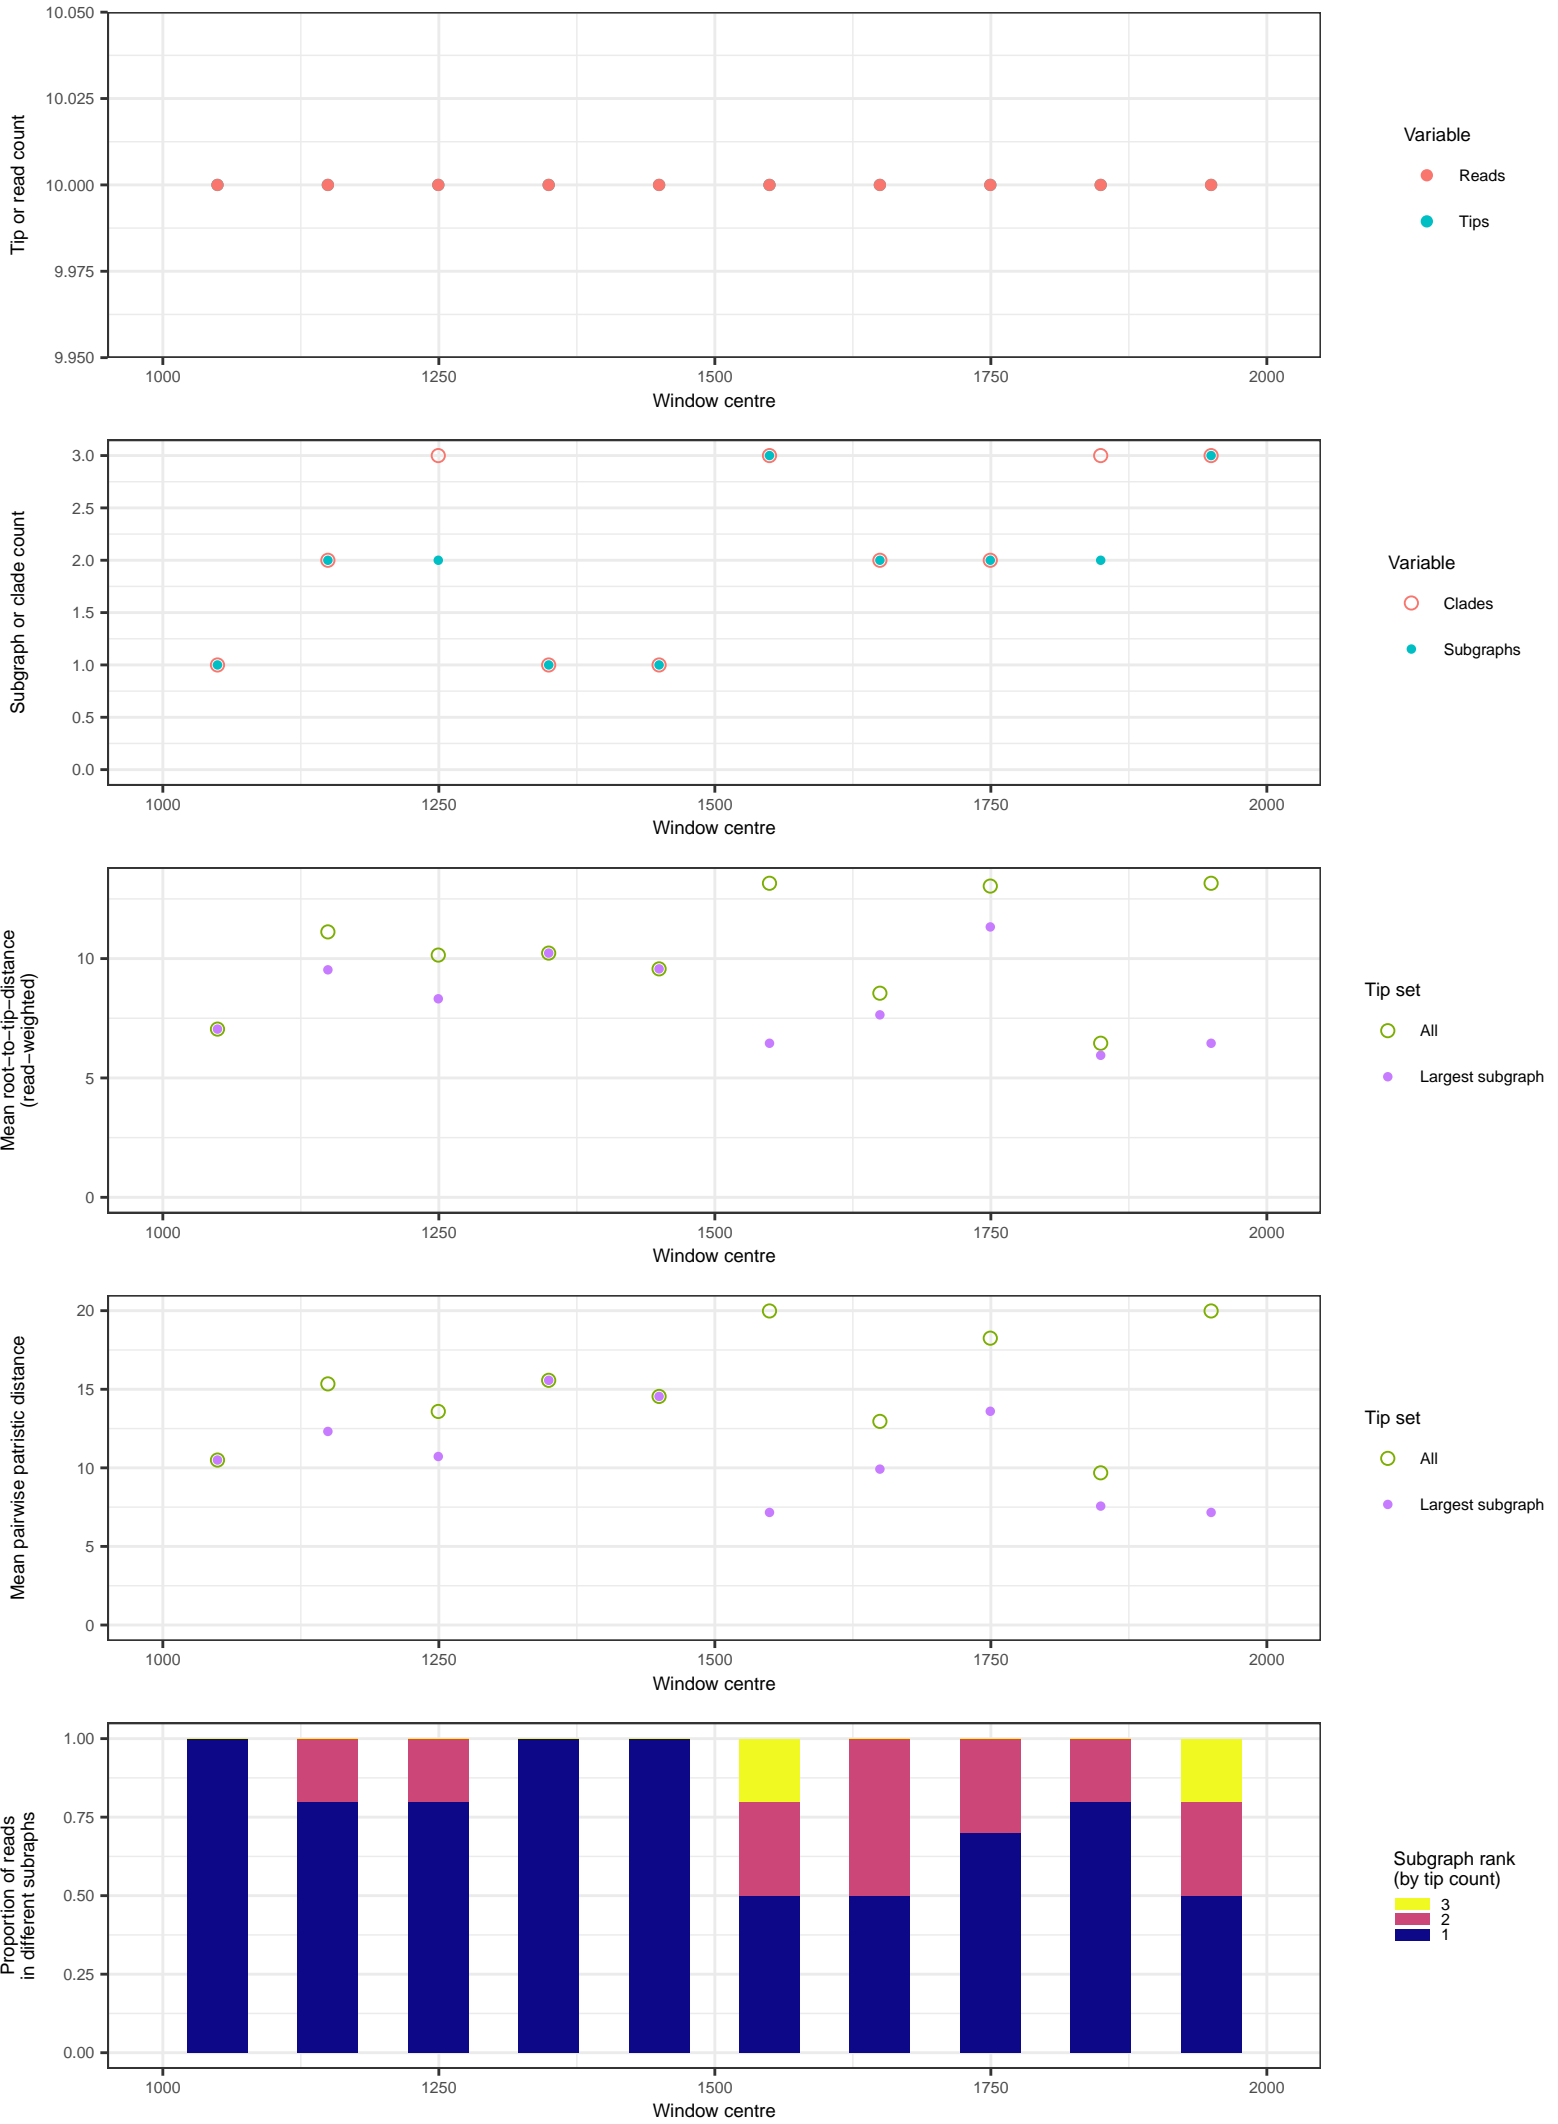 10.050
10.025
10.000
9.975
9.950
Tip or read count
1000 1250 1500 1750 2000
Window centre
Variable
Reads
Tips
3.0
2.5
2.0
1.5
1.0
0.5
0.0
Subgraph or clade count
1000 1250 1500 1750 2000
Window centre
Variable
Clades
Subgraphs
10
5
0
Mean root−to−tip−distance
(read−weighted)
1000 1250 1500 1750 2000
Window centre
Tip set
All
Largest subgraph
20
15
10
5
0
Mean pairwise patristic distance
1000 1250 1500 1750 2000
Window centre
Tip set
All
Largest subgraph
1.00
0.75
0.50
0.25
0.00
Proportion of reads
in different subraphs
1000 1250 1500 1750 2000
Window centre
Subgraph rank
(by tip count)
3
2
1